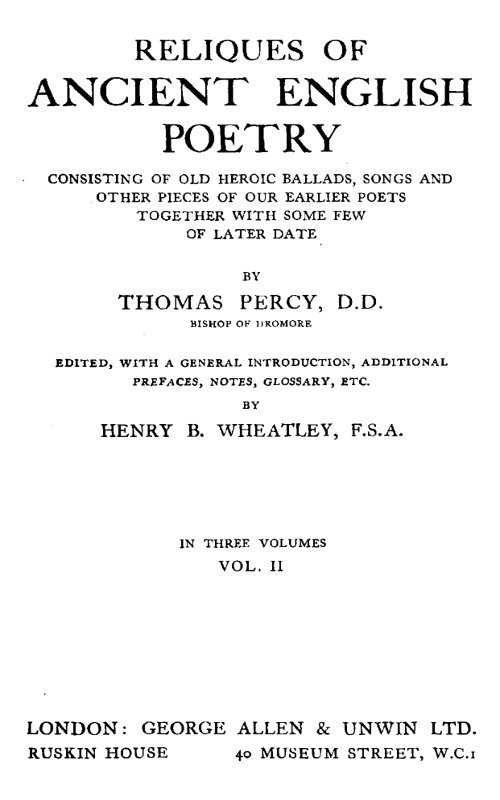 RELIQUES OF
ANCIENT ENGLISH
POETRY
CONSISTING OF OLD HEROIC BALLADS, SONGS AND
OTHER PIECES OF OUR EARLIER POETS
TOGETHER WITH SOME FEW
OF LATER DATE
BY
THOMAS PERCY, D.D.
BISHOP OF DROMORE
EDITED, WITH A GENERAL INTRODUCTION, ADDITIONAL
PREFACES, NOTES, GLOSSARY, ETC.
BY
HENRY B. WHEATLEY, F.S.A.
IN THREE VOLUMES
VOL. II
LONDON: GEORGE ALLEN & UNWIN LTD.
RUSKIN HOUSE 40 MUSEUM STREET, W.C.1